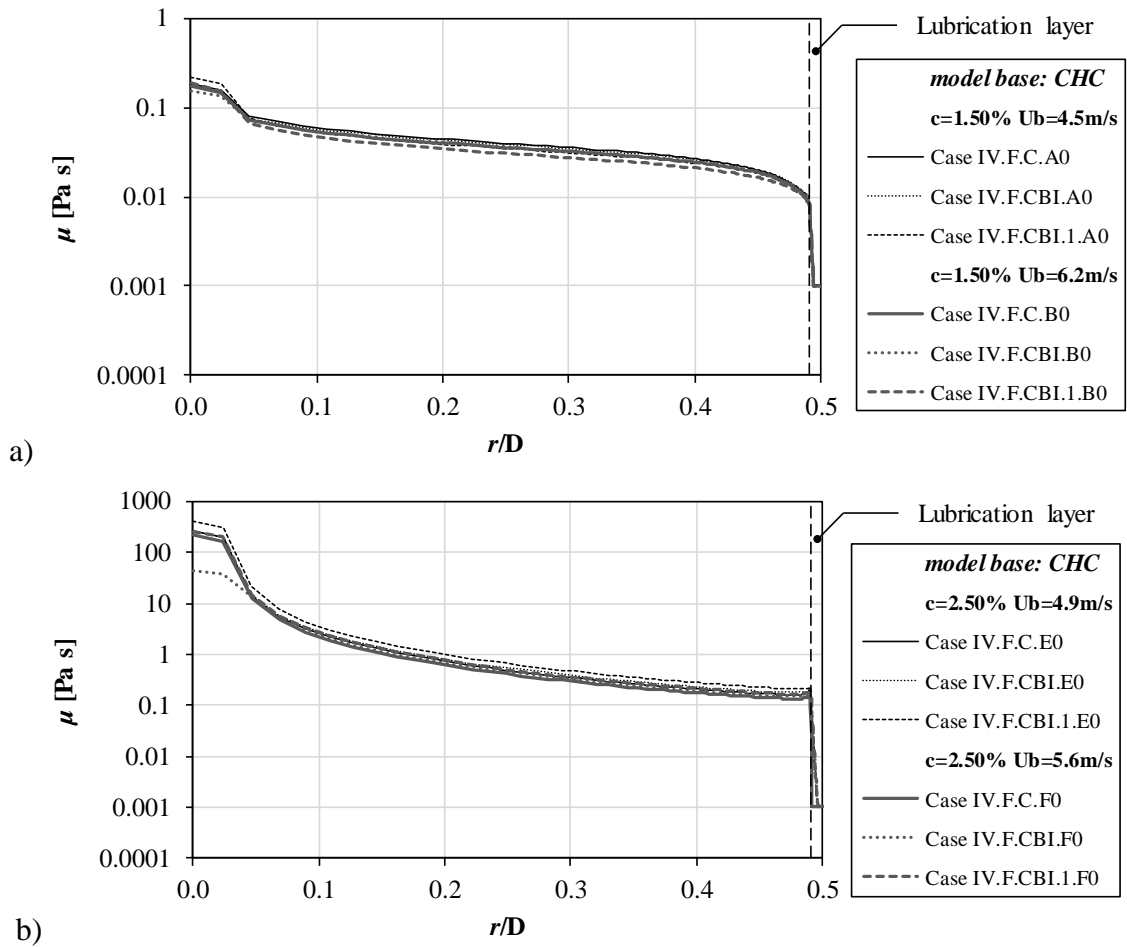 1
0.1
0.01
0.001
0.0001
μ [Pa s]
0.0 0.1 0.2 0.3 0.4 0.5
r/D
a)
Lubrication layer
model base: CHC
c=1.50% Ub=4.5m/s
Case IV.F.C.A0
Case IV.F.CBI.A0
Case IV.F.CBI.1.A0
c=1.50% Ub=6.2m/s
Case IV.F.C.B0
Case IV.F.CBI.B0
Case IV.F.CBI.1.B0
1000
100
10
1
0.1
0.01
0.001
0.0001
μ [Pa s]
0.0 0.1 0.2 0.3 0.4 0.5
r/D
b)
Lubrication layer
model base: CHC
c=2.50% Ub=4.9m/s
Case IV.F.C.E0
Case IV.F.CBI.E0
Case IV.F.CBI.1.E0
c=2.50% Ub=5.6m/s
Case IV.F.C.F0
Case IV.F.CBI.F0
Case IV.F.CBI.1.F0